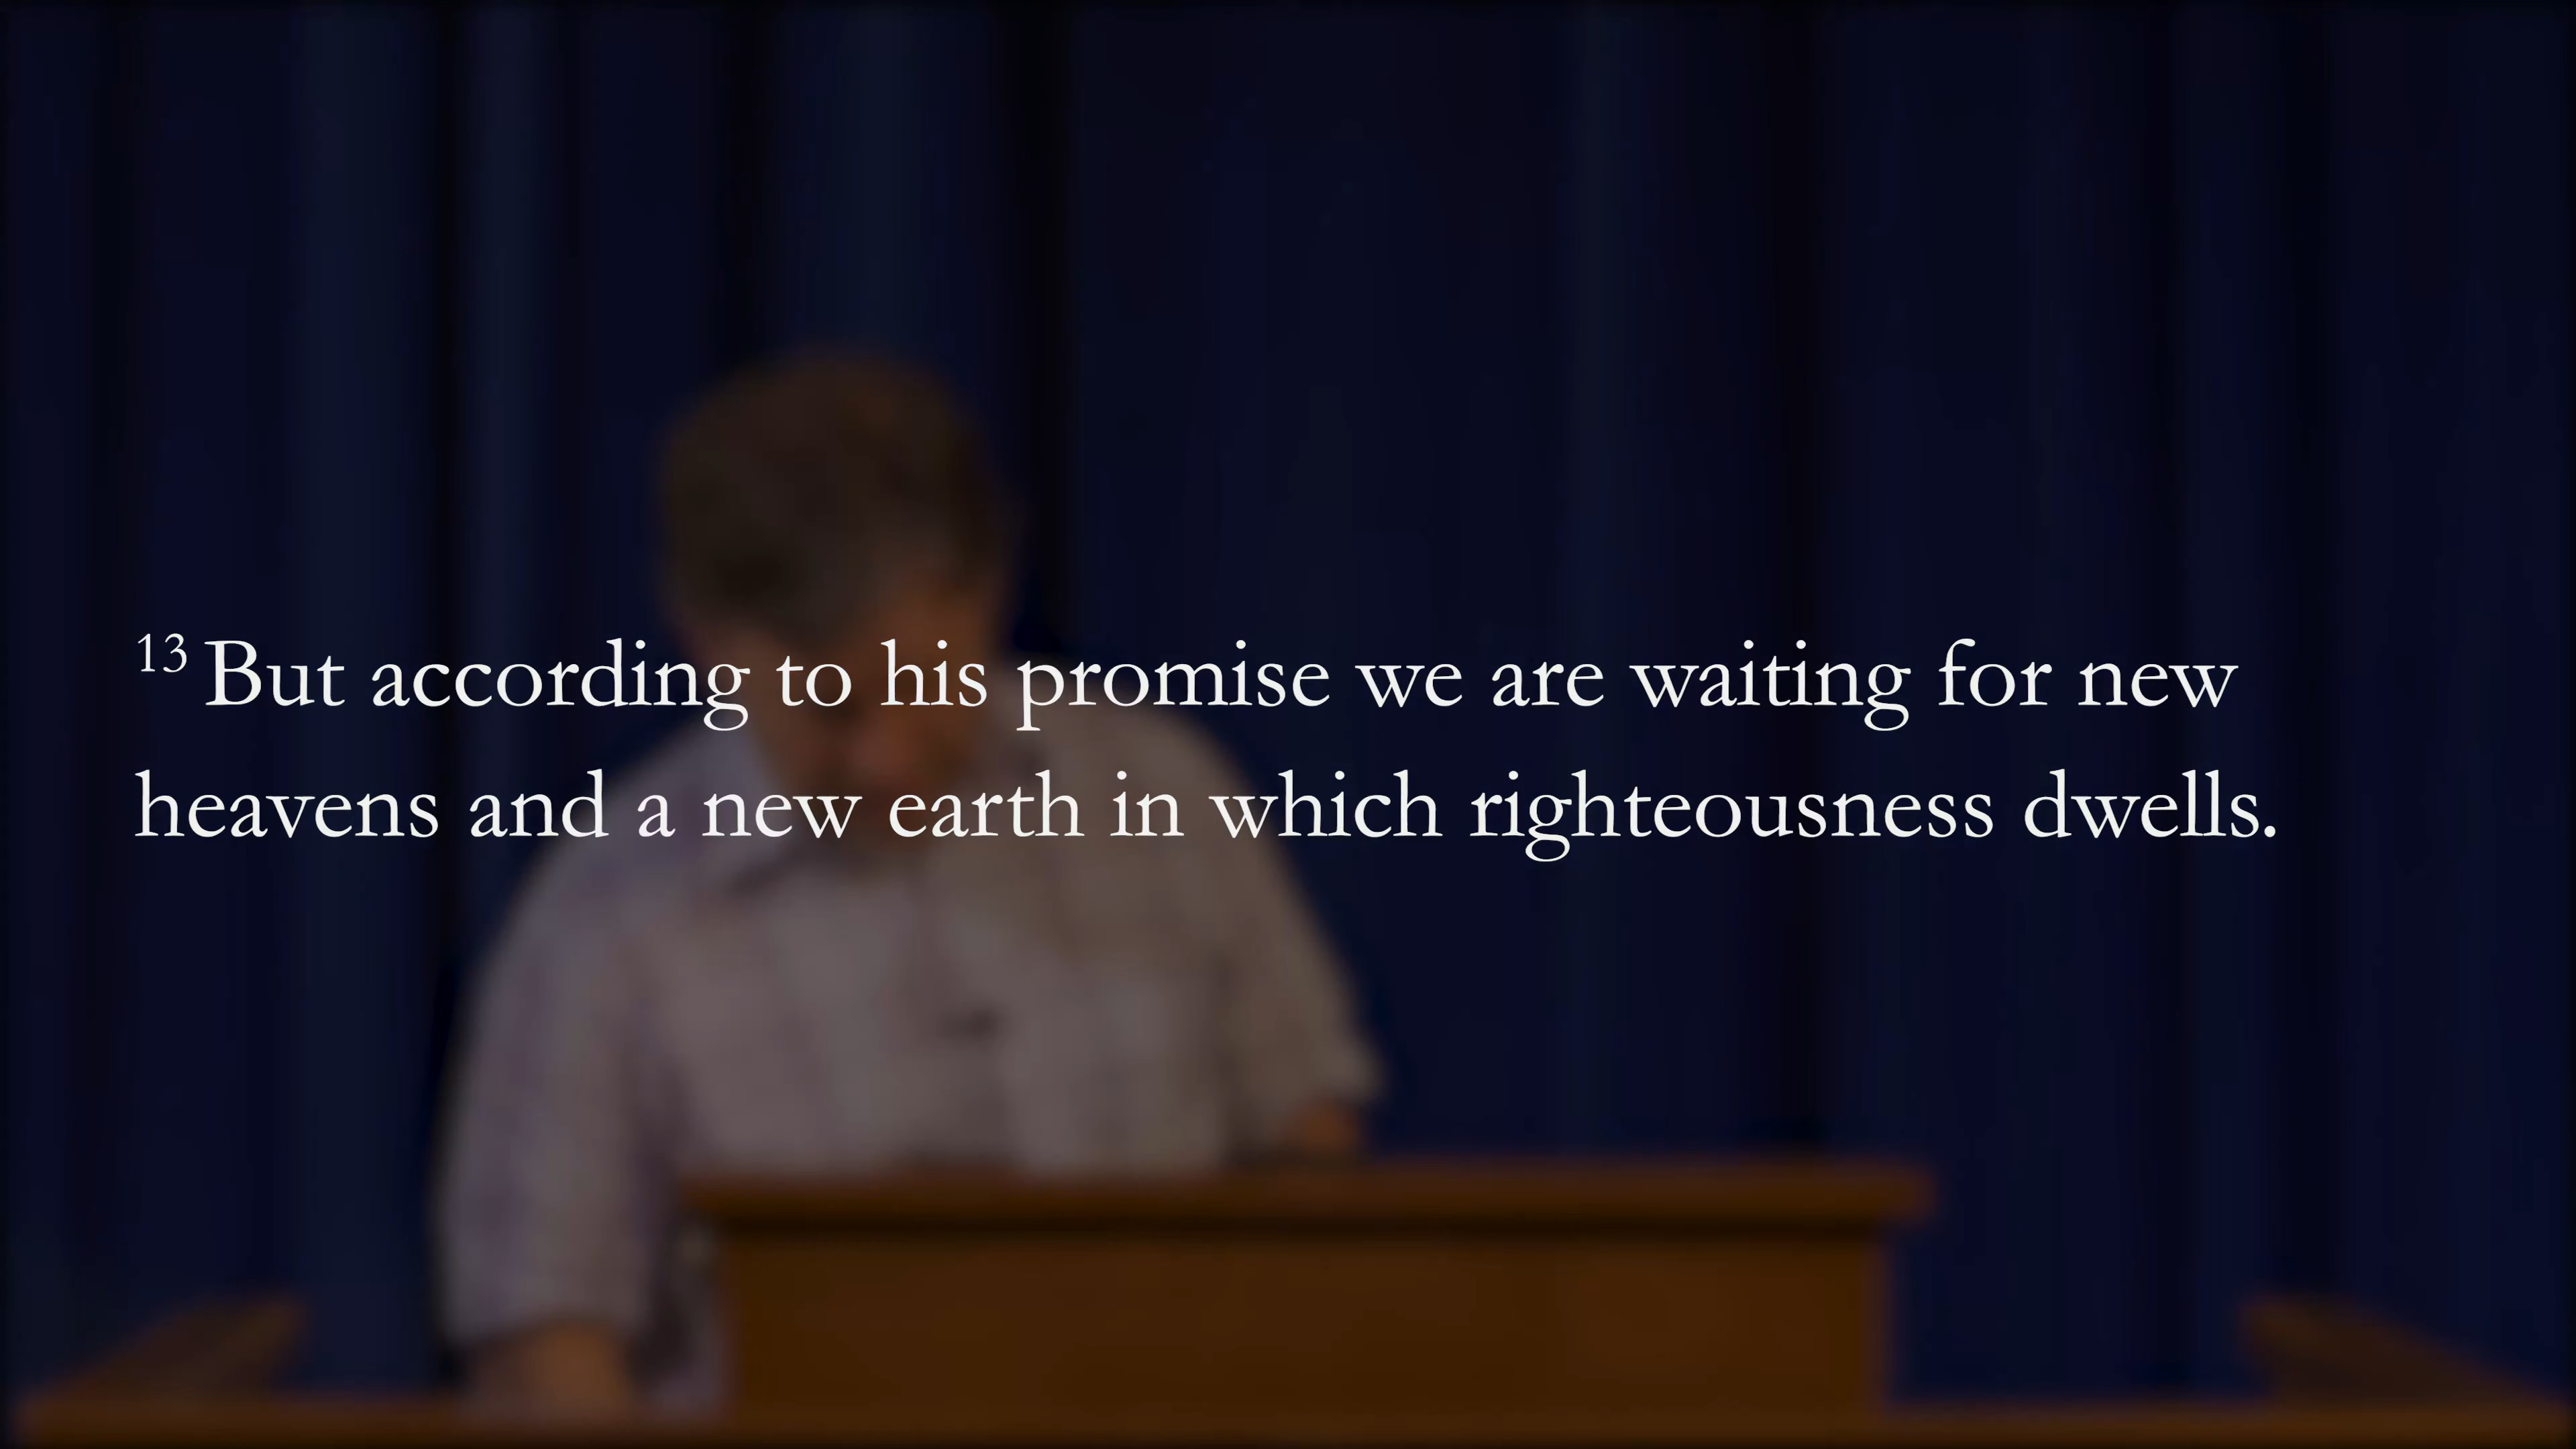 13 But according to his promise we are waiting for new
heavens and a new earth in which righteousness dwells.